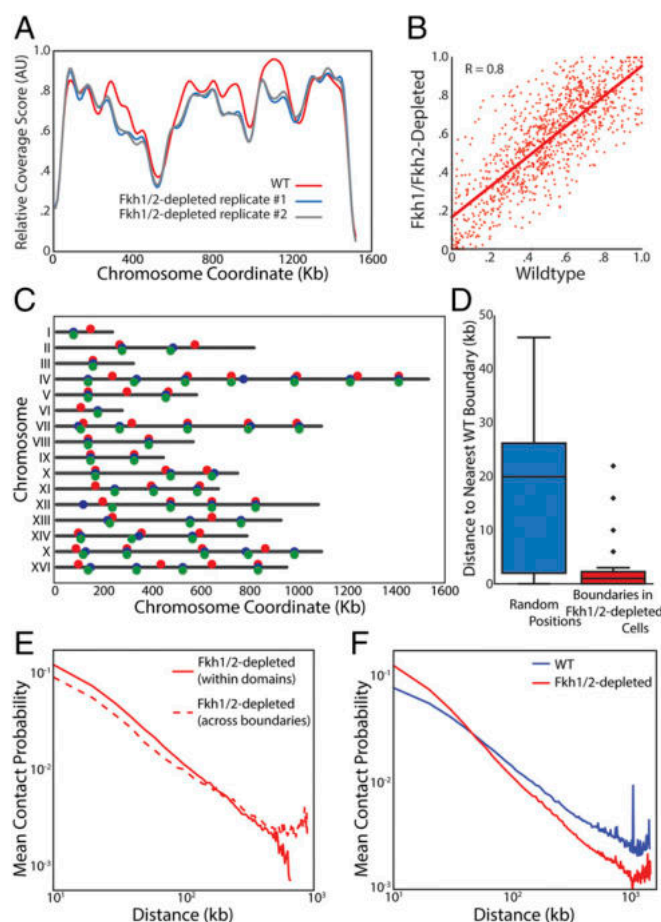 A
Relative Coverage Score (AU)
1.0
.8
.6
.4
.2
0
WT
Fkh1/2-depleted replicate #1
Fkh1/2-depleted replicate #2
0
400
800
1200
1600
Chromosome Coordinate (Kb)
B
Fkh1/Fkh2-Depleted
1.0
.8
.6
.4
.2
0
R = 0.8
0
.2
.4
.6
.8
1.0
Wildtype
C
Chromosome
I
II
III
IV
V
VI
VII
VIII
IX
X
XI
XII
XIII
XIV
X
XVI
0
200
400
600
800
1000
1200
1400
1600
Chromosome Coordinate (Kb)
D
Distance to Nearest WT Boundary (kb)
50
40
30
20
10
0
Random
Positions
Boundaries in
Fkh1/2-depleted
Cells
E
Mean Contact Probability
10-1
10-2
10-3
Fkh1/2-depleted
(within domains)
Fkh1/2-depleted
(across boundaries)
101
102
103
Distance (kb)
F
Mean Contact Probability
10-1
10-2
10-3
WT
Fkh1/2-depleted
101
102
103
Distance (kb)